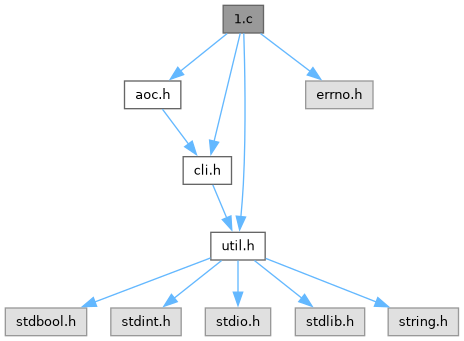 1.c
aoc.h
errno.h
cli.h
util.h
stdbool.h
stdint.h
stdio.h
stdlib.h
string.h